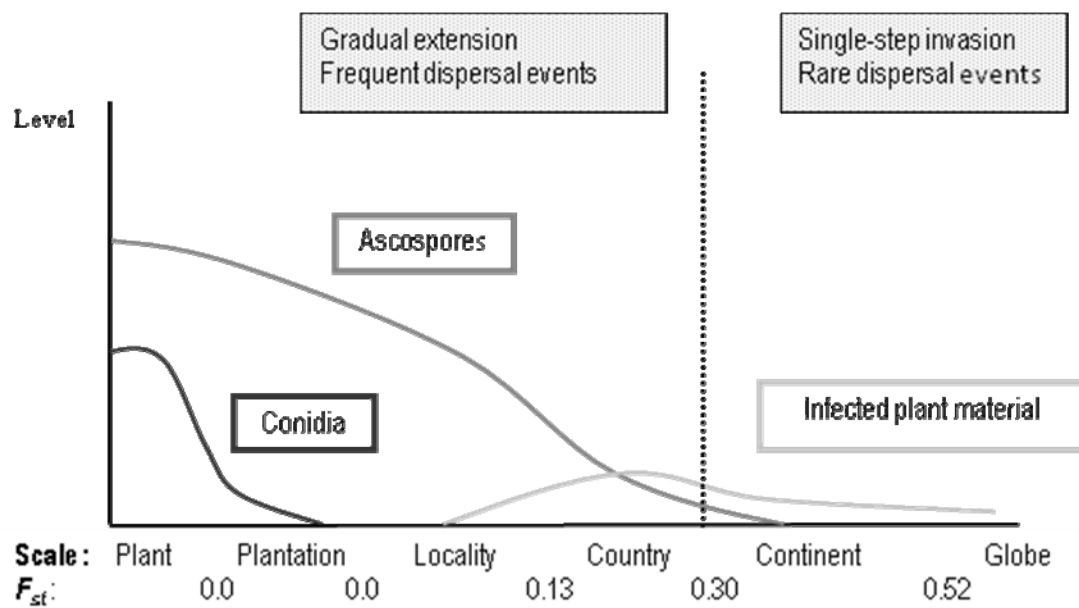 Gradual extension
Frequent dispersal events
Single-step invasion
Rare dispersal events
Level
Ascospores
Infected plant material
Conidia
Scale: Plant Plantation Locality Country Continent Globe
Fst: 0.0 0.0 0.13 0.30 0.52